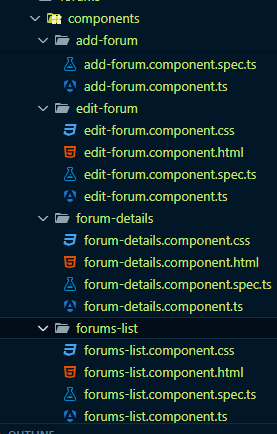 forums
components
add-forum
add-forum.component.spec.ts
add-forum.component.ts
edit-forum
edit-forum.component.css
edit-forum.component.html
edit-forum.component.spec.ts
edit-forum.component.ts
forum-details
forum-details.component.css
forum-details.component.html
forum-details.component.spec.ts
forum-details.component.ts
forums-list
forums-list.component.css
forums-list.component.html
forums-list.component.spec.ts
forums-list.component.ts
OUTLINE